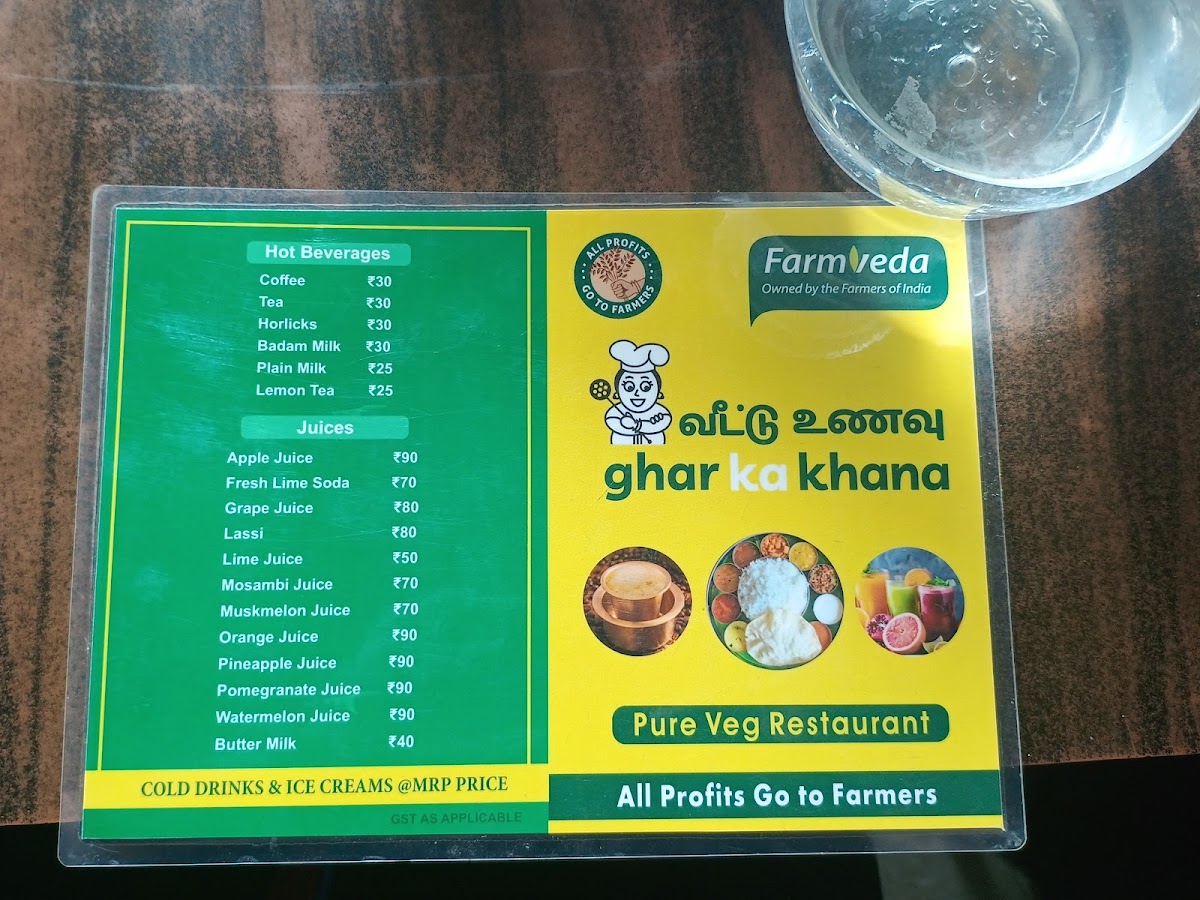 Hot Beverages
Coffee ₹30
Tea ₹30
Horlicks ₹30
Badam Milk ₹30
Plain Milk ₹25
Lemon Tea ₹25
Juices
Apple Juice ₹90
Fresh Lime Soda ₹70
Grape Juice ₹80
Lassi ₹80
Lime Juice ₹50
Mosambi Juice ₹70
Muskmelon Juice ₹70
Orange Juice ₹90
Pineapple Juice ₹90
Pomegranate Juice ₹90
Watermelon Juice ₹90
Butter Milk ₹40
COLD DRINKS & ICE CREAMS @MRP PRICE
GST AS APPLICABLE
ALL PROFITS
GO TO FARMERS
Farmveda
Owned by the Farmers of India
வீட்டு உணவு
ghar ka khana
Pure Veg Restaurant
All Profits Go to Farmers